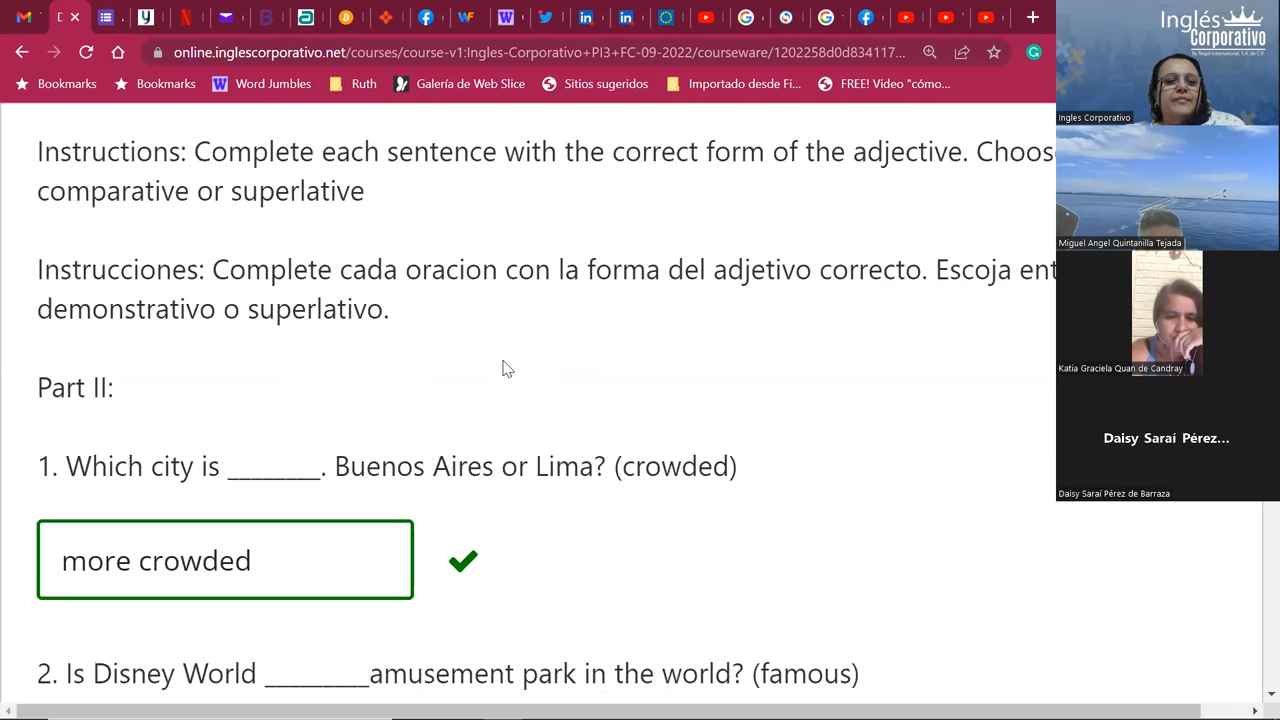 online.inglescorporativo.net/courses/course-v1:Ingles-Corporativo+PI3+FC-09-2022/courseware/1202258d0d834117...
Bookmarks
Bookmarks
Word Jumbles
Ruth
Galería de Web Slice
Sitios sugeridos
Importado desde Fi...
FREE! Video "cómo...
Inglés
Corporativo
Ingles Corporativo
Miguel Angel Quintanilla Tejada
Katia Graciela Quan de Candray
Daisy Saraí Pérez...
Daisy Saraí Pérez de Barraza
Instructions: Complete each sentence with the correct form of the adjective. Choos
comparative or superlative
Instrucciones: Complete cada oracion con la forma del adjetivo correcto. Escoja ent
demonstrativo o superlativo.
Part II:
1. Which city is ________. Buenos Aires or Lima? (crowded)
more crowded
2. Is Disney World _________amusement park in the world? (famous)